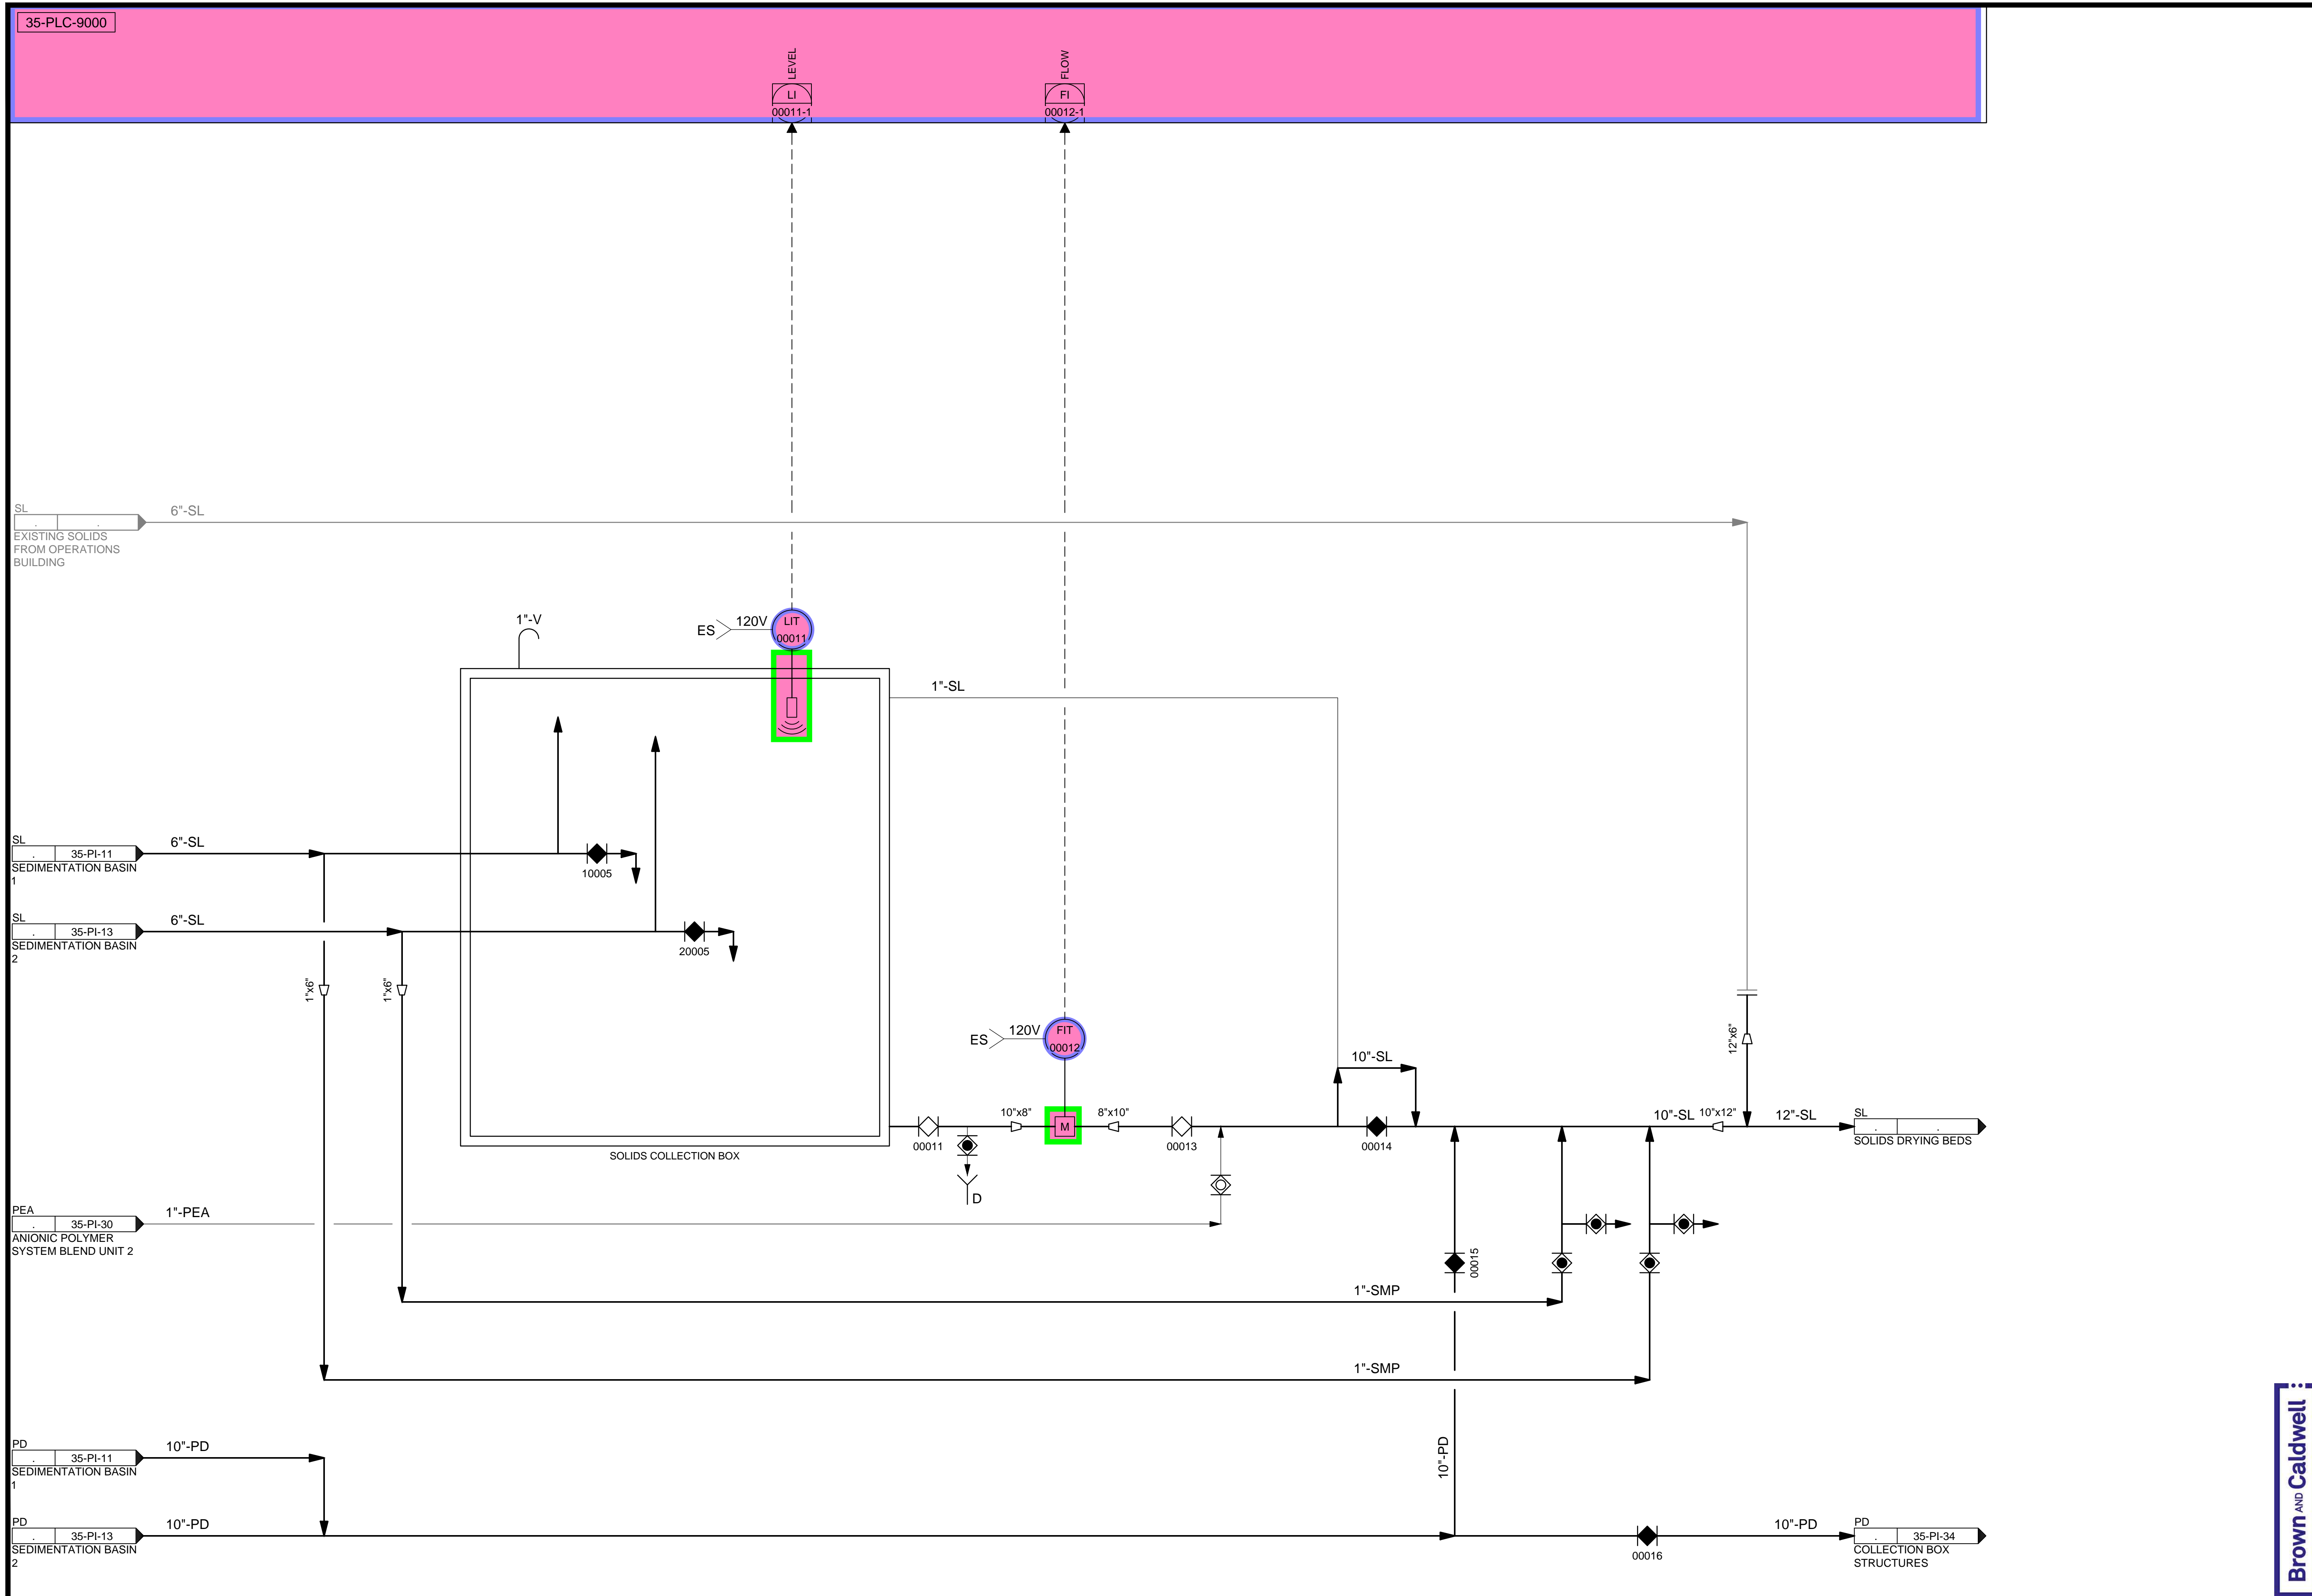 35-PLC-9000
LEVEL
LI
00011-1
FLOW
FI
00012-1
SL
. .
EXISTING SOLIDS
FROM OPERATIONS
BUILDING
6"-SL
1"-V
ES
120V
LIT
00011
1"-SL
SL
. 35-PI-11
SEDIMENTATION BASIN
1
6"-SL
10005
SL
. 35-PI-13
SEDIMENTATION BASIN
2
6"-SL
20005
1"x6"
1"x6"
ES
120V
FIT
00012
12"x6"
10"-SL
10"x8"
M
8"x10"
10"-SL
10"x12"
12"-SL
SL
. .
SOLIDS DRYING BEDS
00011
00013
00014
SOLIDS COLLECTION BOX
D
PEA
. 35-PI-30
ANIONIC POLYMER
SYSTEM BLEND UNIT 2
1"-PEA
00015
1"-SMP
1"-SMP
10"-PD
PD
. 35-PI-11
SEDIMENTATION BASIN
1
10"-PD
PD
. 35-PI-13
SEDIMENTATION BASIN
2
10"-PD
00016
10"-PD
PD
. 35-PI-34
COLLECTION BOX
STRUCTURES
Brown AND Caldwell